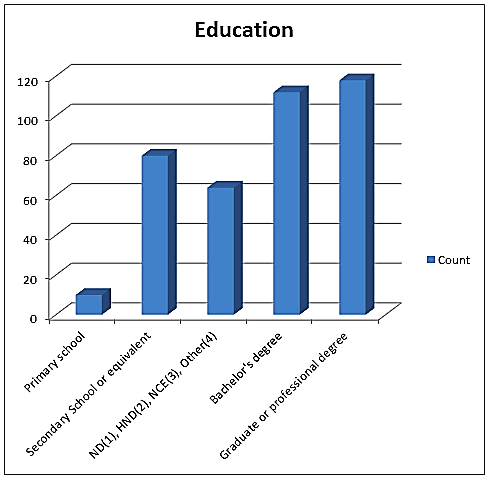 Education
120
100
80
60
40
20
0
Primary school
Secondary School or equivalent
ND(1), HND(2), NCE(3), Other(4)
Bachelor's degree
Graduate or professional degree
Count